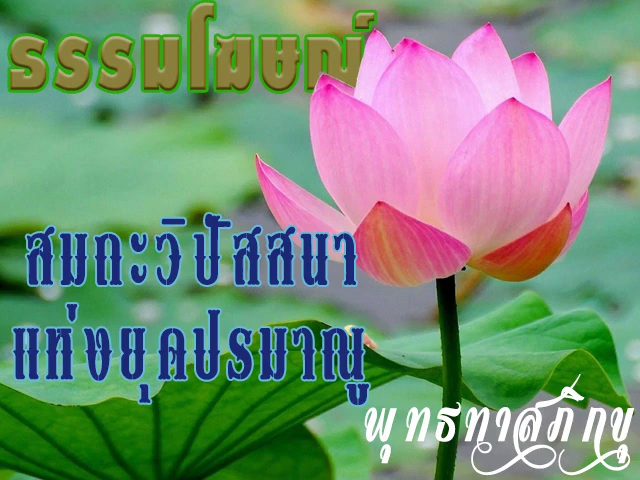 ธรรมโฆษณ์
สมถะวิปัสสนา
แห่งยุคปรมาณู
พุทธทาสภิกขุ